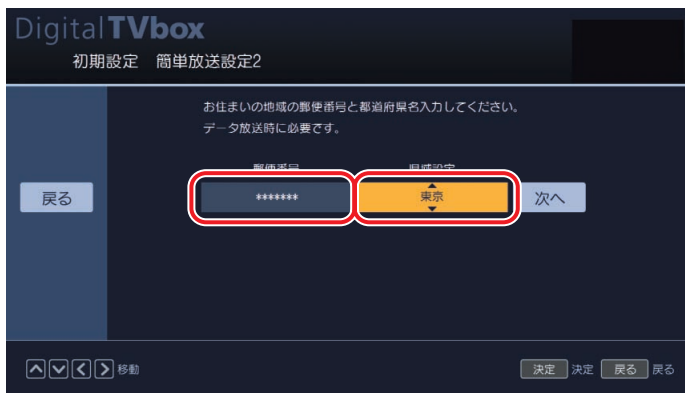 DigitalTVbox
初期設定 簡単放送設定2
お住まいの地域の郵便番号と都道府県名入力してください。
データ放送時に必要です。
郵便番号 県域設定
戻る ******* 東京 次へ
移動 決定 決定 戻る 戻る